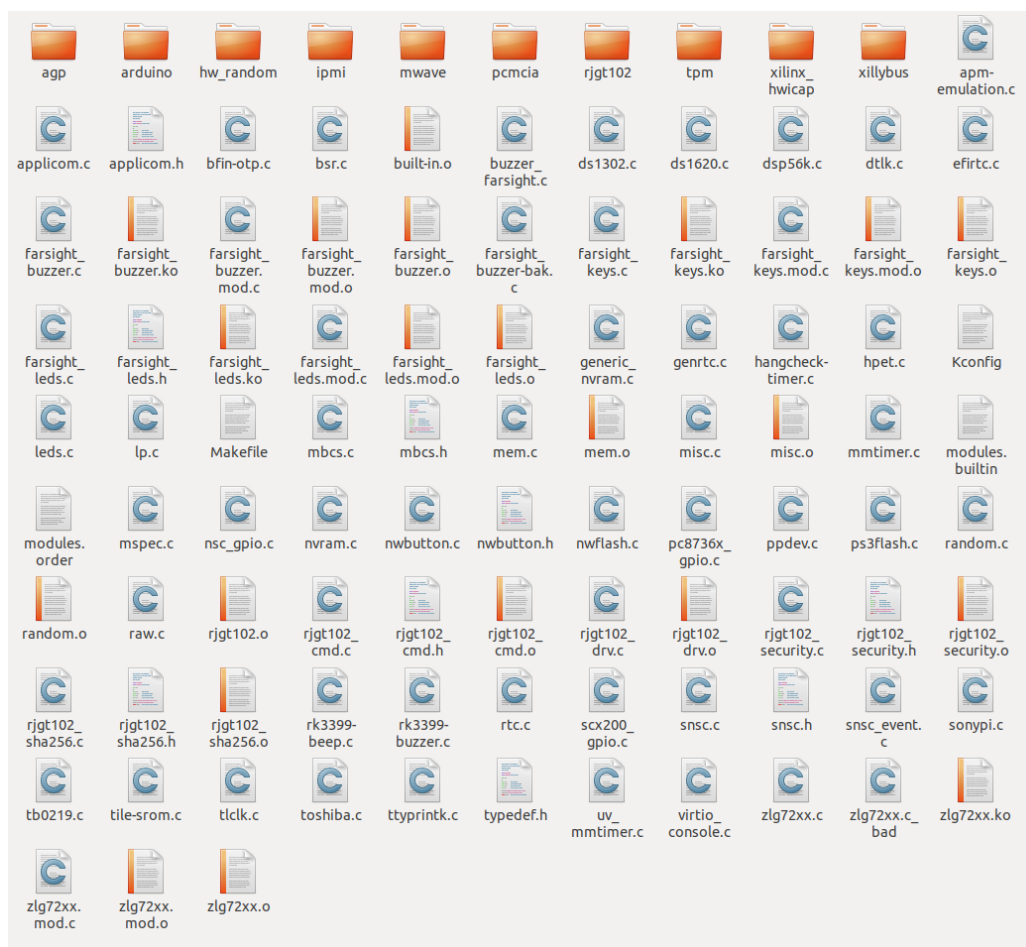 agp
arduino
hw_random
ipmi
mwave
pcmcia
rjgt102
tpm
xilinx_
hwicap
xillybus
apm-
emulation.c
applicom.c
applicom.h
bfin-otp.c
bsr.c
built-in.o
buzzer_
farsight.c
ds1302.c
ds1620.c
dsp56k.c
dtlk.c
efirtc.c
farsight_
buzzer.c
farsight_
buzzer.ko
farsight_
buzzer.
mod.c
farsight_
buzzer.
mod.o
farsight_
buzzer.o
farsight_
buzzer-bak.
c
farsight_
keys.c
farsight_
keys.ko
farsight_
keys.mod.c
farsight_
keys.mod.o
farsight_
keys.o
farsight_
leds.c
farsight_
leds.h
farsight_
leds.ko
farsight_
leds.mod.c
farsight_
leds.mod.o
farsight_
leds.o
generic_
nvram.c
genrtc.c
hangcheck-
timer.c
hpet.c
Kconfig
leds.c
lp.c
Makefile
mbcs.c
mbcs.h
mem.c
mem.o
misc.c
misc.o
mmtimer.c
modules.
builtin
modules.
order
mspec.c
nsc_gpio.c
nvram.c
nwbutton.c
nwbutton.h
nwflash.c
pc8736x_
gpio.c
ppdev.c
ps3flash.c
random.c
random.o
raw.c
rjgt102.o
rjgt102_
cmd.c
rjgt102_
cmd.h
rjgt102_
cmd.o
rjgt102_
drv.c
rjgt102_
drv.o
rjgt102_
security.c
rjgt102_
security.h
rjgt102_
security.o
rjgt102_
sha256.c
rjgt102_
sha256.h
rjgt102_
sha256.o
rk3399-
beep.c
rk3399-
buzzer.c
rtc.c
scx200_
gpio.c
snsc.c
snsc.h
snsc_event.
c
sonypi.c
tb0219.c
tile-srom.c
tlclk.c
toshiba.c
ttyprintk.c
typedef.h
uv_
mmtimer.c
virtio_
console.c
zlg72xx.c
zlg72xx.c_
bad
zlg72xx.ko
zlg72xx.
mod.c
zlg72xx.
mod.o
zlg72xx.o